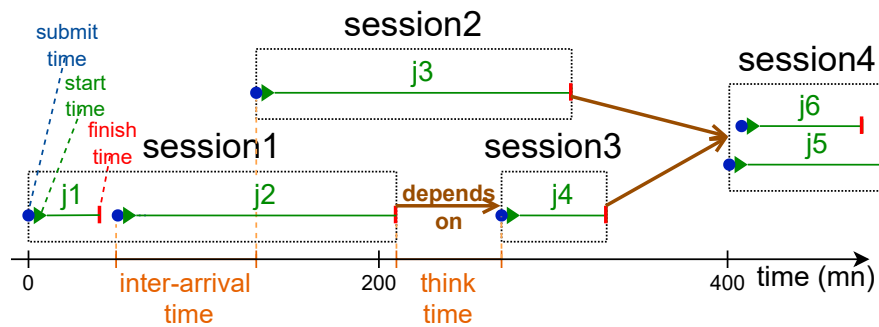 session2
submit
time
start
time
finish
time
j3
session4
j6
j5
session1
session3
j1
j2
depends
on
j4
0
200
400
time (mn)
inter-arrival
time
think
time